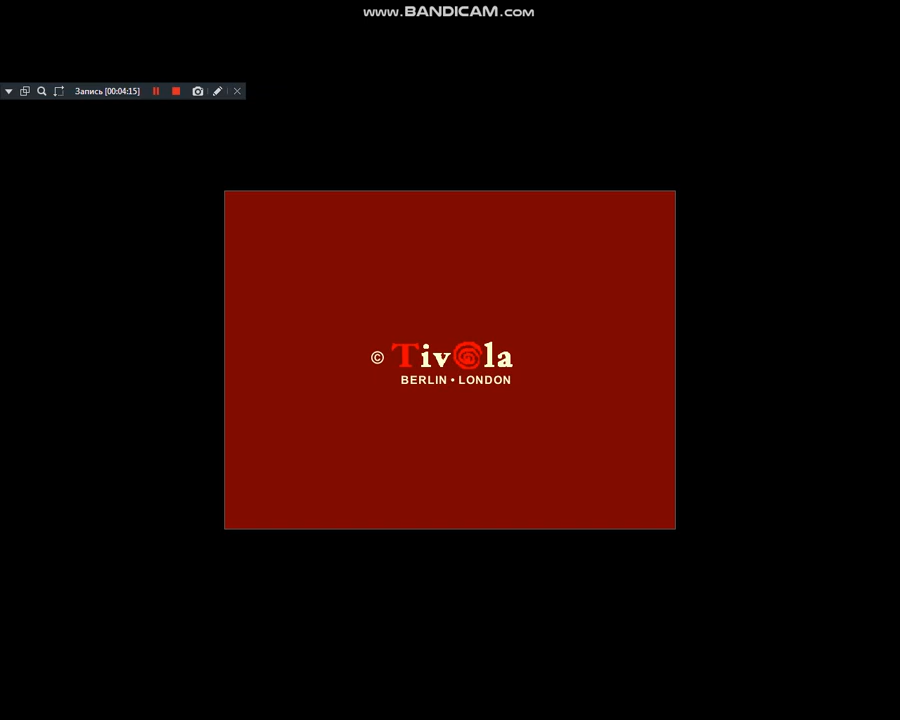 www.BANDICAM.com
Запись [00:04:15]
© Tivola
BERLIN • LONDON